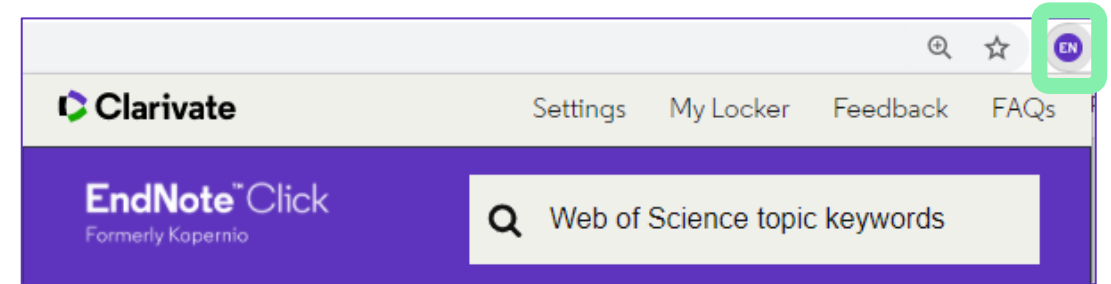 EN
Clarivate Settings My Locker Feedback FAQs
EndNote™ Click
Formerly Kopernio
Web of Science topic keywords